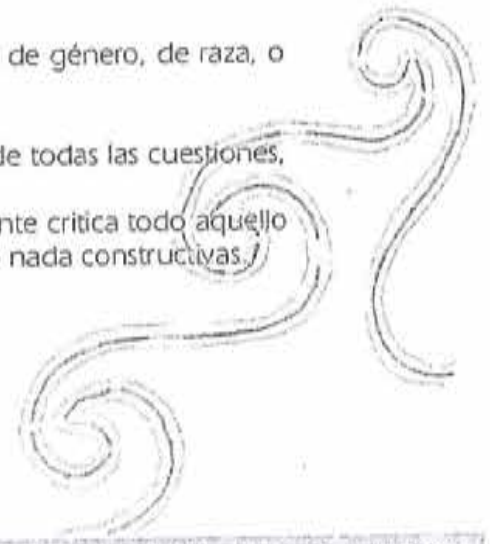 de género, de raza, o
de todas las cuestiones,
nte critica todo aquello
nada constructivas.